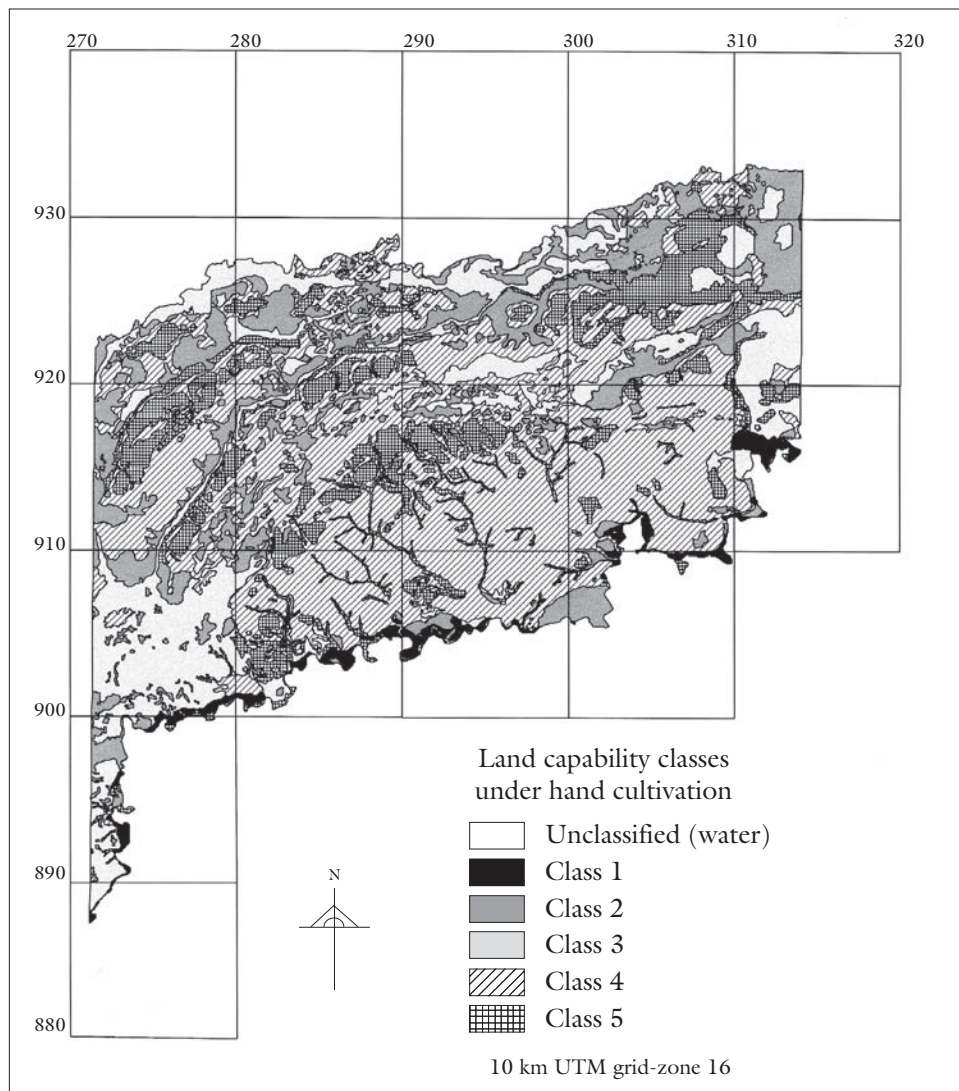 270 280 290 300 310 320
930
920
910
900
890
880
Land capability classes
under hand cultivation
Unclassified (water)
Class 1
Class 2
Class 3
Class 4
Class 5
N
10 km UTM grid-zone 16